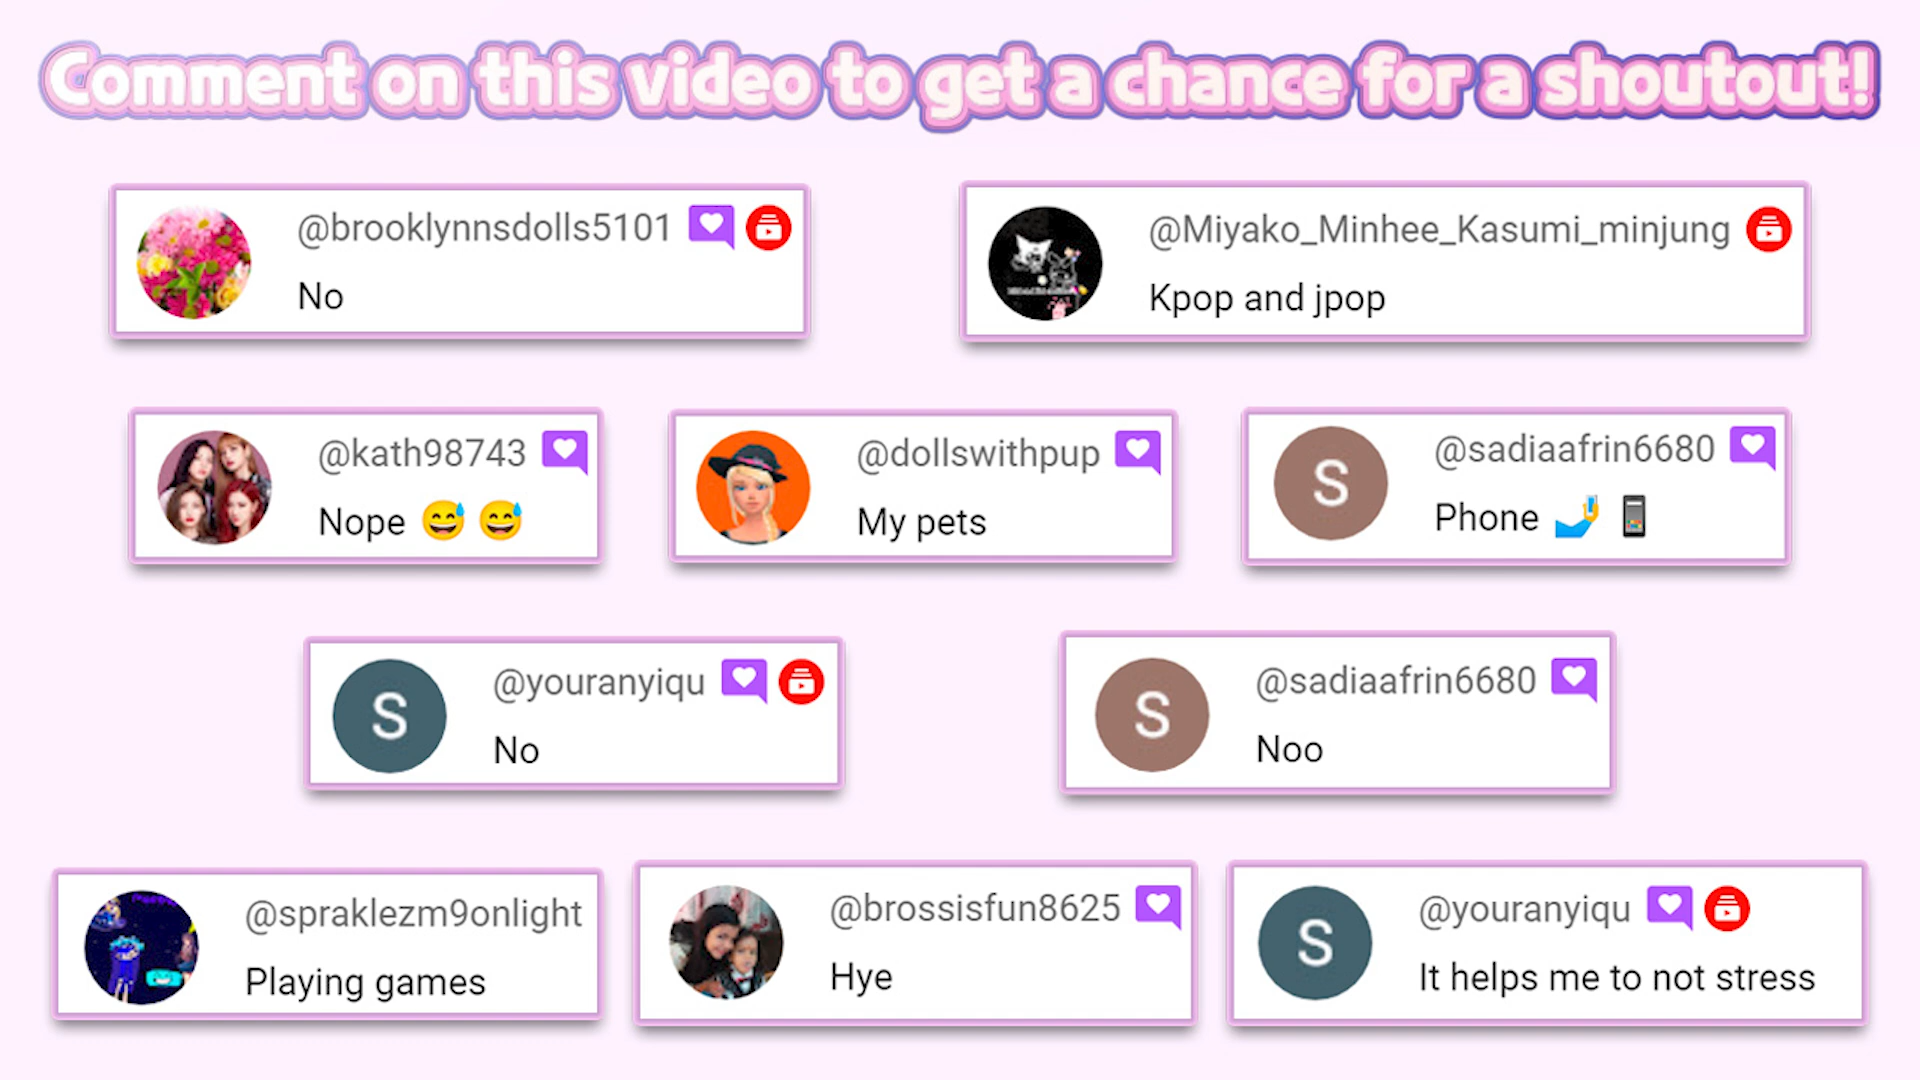 Comment on this video to get a chance for a shoutout!
@brooklynnsdolls5101
No
@Miyako_Minhee_Kasumi_minjung
Kpop and jpop
@kath98743
Nope 😅 😅
@dollswithpup
My pets
@sadiaafrin6680
S
Phone 🤳 📱
@youranyiqu
S
No
@sadiaafrin6680
S
Noo
@spraklezm9onlight
Playing games
@brossisfun8625
Hye
@youranyiqu
S
It helps me to not stress